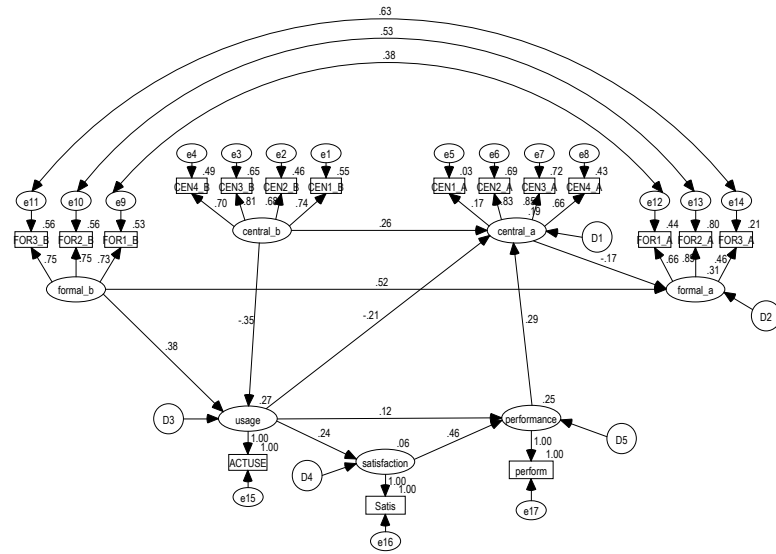 .63
.53
.38
e4 e3 e2 e1 e5 e6 e7 e8
.49 .65 .46 .55 .03 .69 .72 .43
CEN4_B CEN3_B CEN2_B CEN1_B CEN1_A CEN2_A CEN3_A CEN4_A
e11 e10 e9 e12 e13 e14
.70 .81 .68 .74 .17 .83 .85 .66
.19
.56 .56 .53 .44 .80 .21
FOR3_B FOR2_B FOR1_B central_b .26 central_a D1 FOR1_A FOR2_A FOR3_A
.75 .75 .73 -.17 .66 .89 .46
.31
formal_b .52 formal_a
-.35 -.21 .29 D2
.38
.27 .25
D3 usage .12 performance
1.00 .24 .06 .46 1.00 D5
1.00 1.00
ACTUSE satisfaction perform
D4
e15 1.00 e17
1.00
Satis
e16